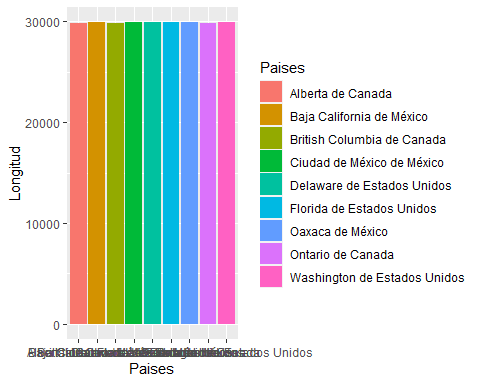 30000
20000
10000
0
Longitud
Paises
Paises
Alberta de Canada
Baja California de México
British Columbia de Canada
Ciudad de México de México
Delaware de Estados Unidos
Florida de Estados Unidos
Oaxaca de México
Ontario de Canada
Washington de Estados Unidos